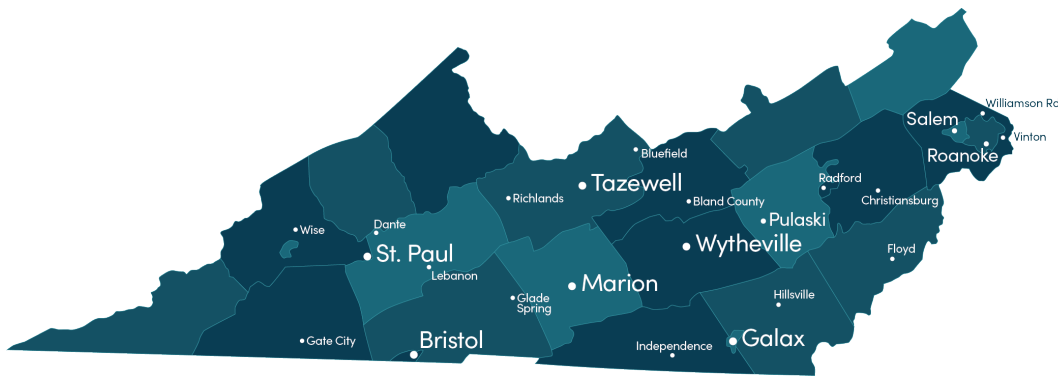 Williamson Rd
Salem
Vinton
Roanoke
Bluefield
Tazewell
Radford
Richlands
Bland County
Christiansburg
Pulaski
Dante
Wise
Wytheville
Floyd
St. Paul
Lebanon
Marion
Hillsville
Glade
Spring
Gate City
Bristol
Galax
Independence